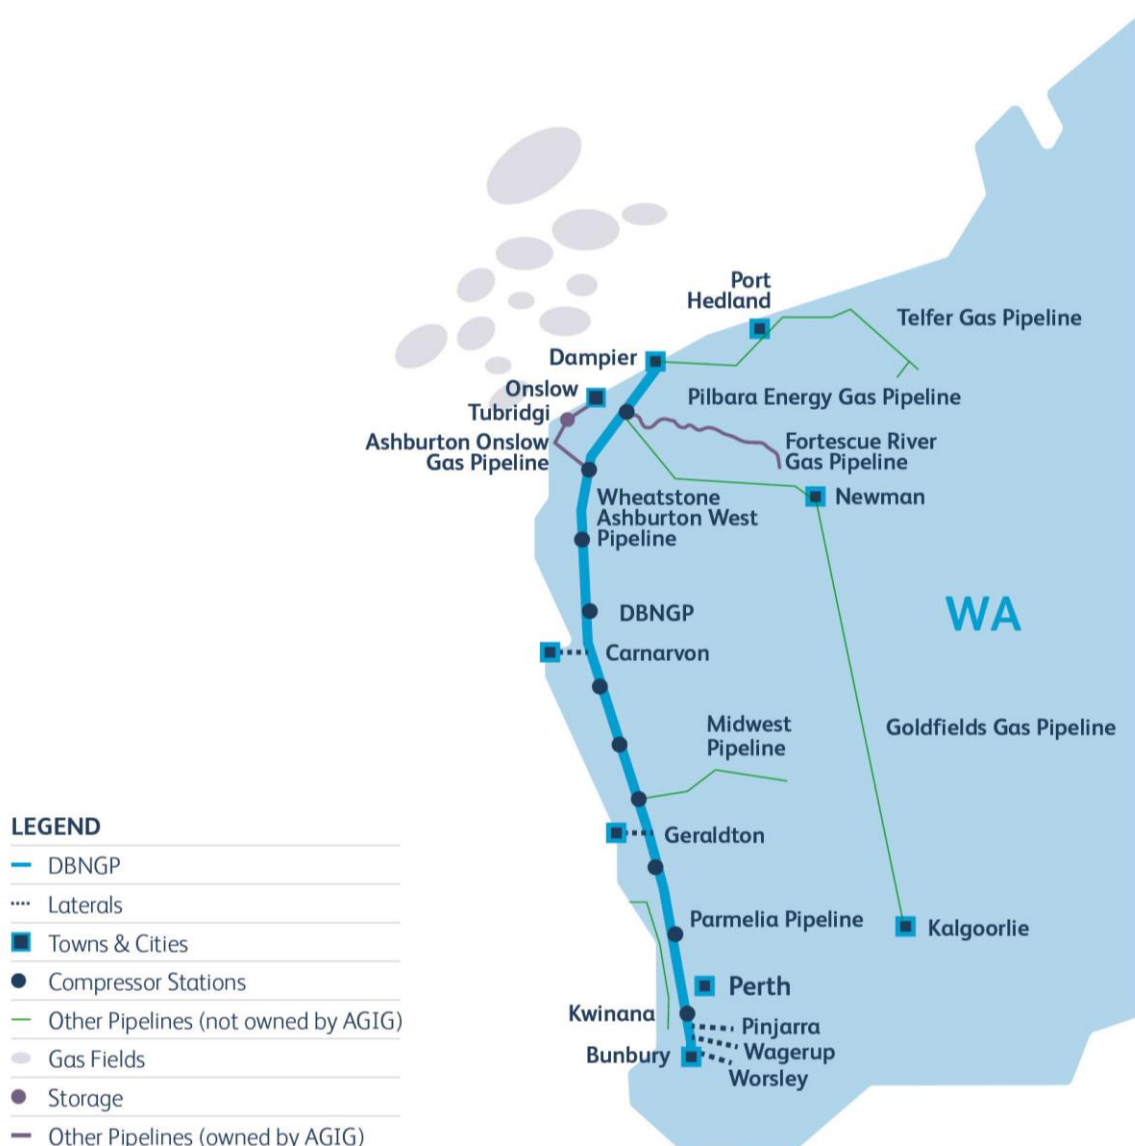 Port
Hedland
Telfer Gas Pipeline
Dampier
Onslow
Pilbara Energy Gas Pipeline
Tubridgi
Ashburton Onslow
Gas Pipeline
Fortescue River
Gas Pipeline
Wheatstone
Ashburton West
Pipeline
Newman
DBNGP
WA
Carnarvon
Midwest
Pipeline
Goldfields Gas Pipeline
Geraldton
Parmelia Pipeline
Kalgoorlie
Perth
Kwinana
Pinjarra
Bunbury
Wagerup
Worsley
LEGEND
DBNGP
Laterals
Towns & Cities
Compressor Stations
Other Pipelines (not owned by AGIG)
Gas Fields
Storage
Other Pipelines (owned by AGIG)